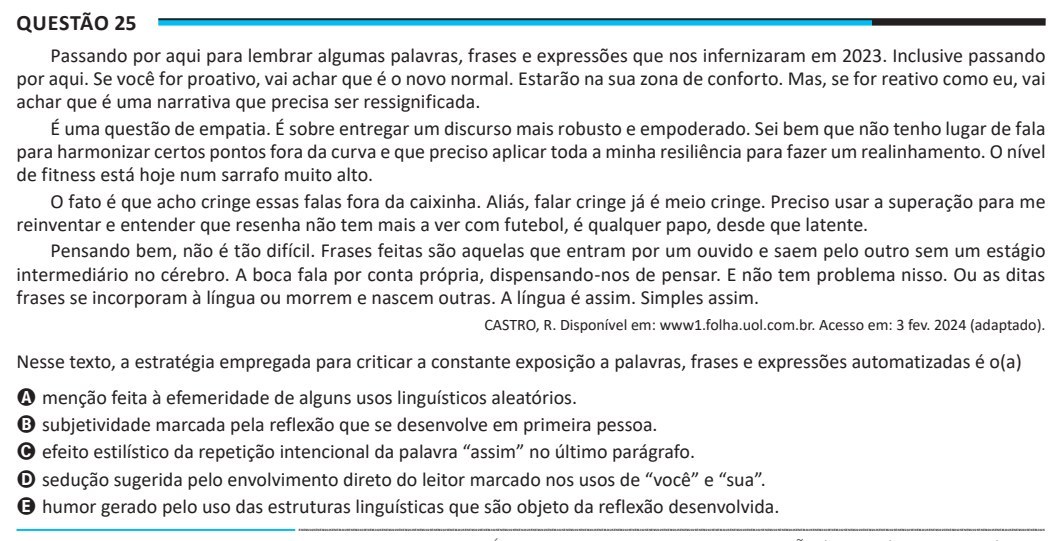 QUESTÃO 25
Passando por aqui para lembrar algumas palavras, frases e expressões que nos infernizaram em 2023. Inclusive passando
por aqui. Se você for proativo, vai achar que é o novo normal. Estarão na sua zona de conforto. Mas, se for reativo como eu, vai
achar que é uma narrativa que precisa ser ressignificada.
É uma questão de empatia. É sobre entregar um discurso mais robusto e empoderado. Sei bem que não tenho lugar de fala
para harmonizar certos pontos fora da curva e que preciso aplicar toda a minha resiliência para fazer um realinhamento. O nível
de fitness está hoje num sarrafo muito alto.
O fato é que acho cringe essas falas fora da caixinha. Aliás, falar cringe já é meio cringe. Preciso usar a superação para me
reinventar e entender que resenha não tem mais a ver com futebol, é qualquer papo, desde que latente.
Pensando bem, não é tão difícil. Frases feitas são aquelas que entram por um ouvido e saem pelo outro sem um estágio
intermediário no cérebro. A boca fala por conta própria, dispensando-nos de pensar. E não tem problema nisso. Ou as ditas
frases se incorporam à língua ou morrem e nascem outras. A língua é assim. Simples assim.
CASTRO, R. Disponível em: www1.folha.uol.com.br. Acesso em: 3 fev. 2024 (adaptado).
Nesse texto, a estratégia empregada para criticar a constante exposição a palavras, frases e expressões automatizadas é o(a)
A menção feita à efemeridade de alguns usos linguísticos aleatórios.
B subjetividade marcada pela reflexão que se desenvolve em primeira pessoa.
C efeito estilístico da repetição intencional da palavra “assim” no último parágrafo.
D sedução sugerida pelo envolvimento direto do leitor marcado nos usos de “você” e “sua”.
E humor gerado pelo uso das estruturas linguísticas que são objeto da reflexão desenvolvida.